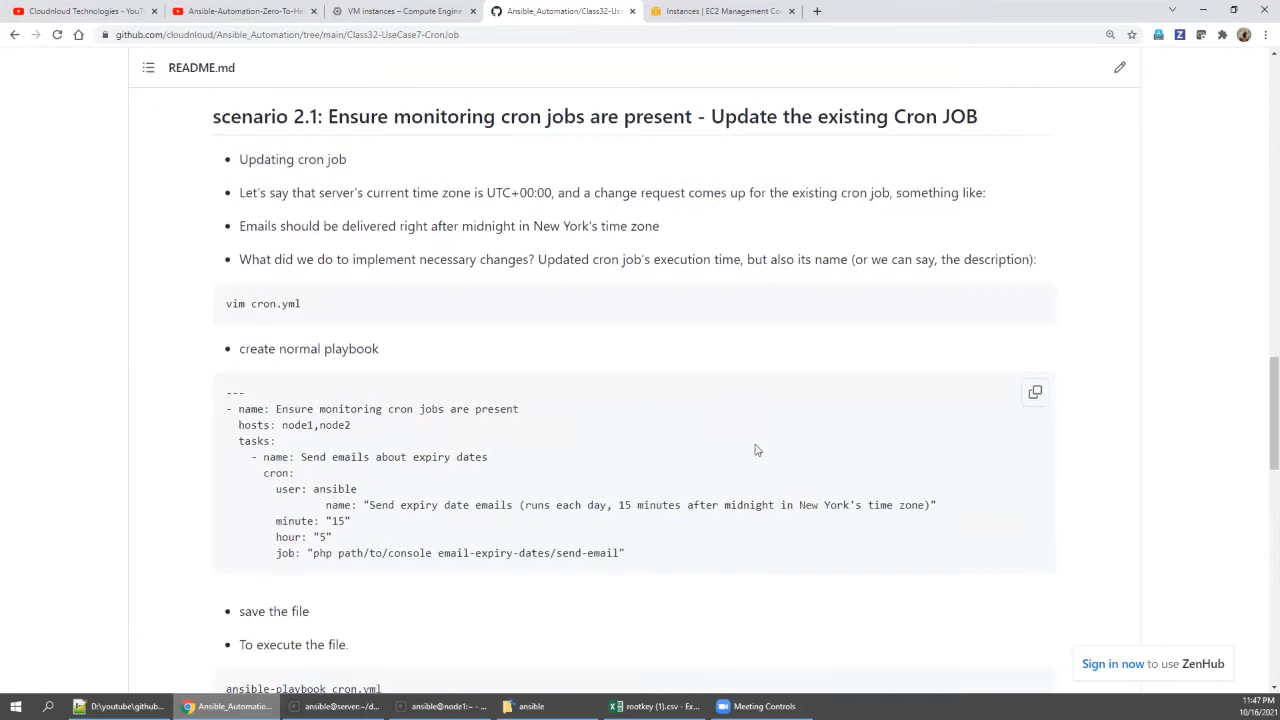 Cloudnloud Technologies - YouT
Ansible-Automation-Zero-To-He
VM instances – Compute Engine
Ansible_Automation/Class32-Use
Instances | EC2 Management Co
github.com/cloudnloud/Ansible_Automation/tree/main/Class32-UseCase7-CronJob
README.md
scenario 2.1: Ensure monitoring cron jobs are present - Update the existing Cron JOB
Updating cron job
Let's say that server's current time zone is UTC+00:00, and a change request comes up for the existing cron job, something like:
Emails should be delivered right after midnight in New York's time zone
What did we do to implement necessary changes? Updated cron job's execution time, but also its name (or we can say, the description):
vim cron.yml
create normal playbook
---
- name: Ensure monitoring cron jobs are present
hosts: node1,node2
tasks:
- name: Send emails about expiry dates
cron:
user: ansible
name: "Send expiry date emails (runs each day, 15 minutes after midnight in New York's time zone)"
minute: "15"
hour: "5"
job: "php path/to/console email-expiry-dates/send-email"
save the file
To execute the file.
Sign in now to use ZenHub
ansible-playbook cron.yml
D:\youtube\github...
Ansible_Automatio...
ansible@server:~/d...
ansible@node1:~ - ...
ansible
rootkey (1).csv - Ex...
Meeting Controls
11:47 PM
10/16/2021